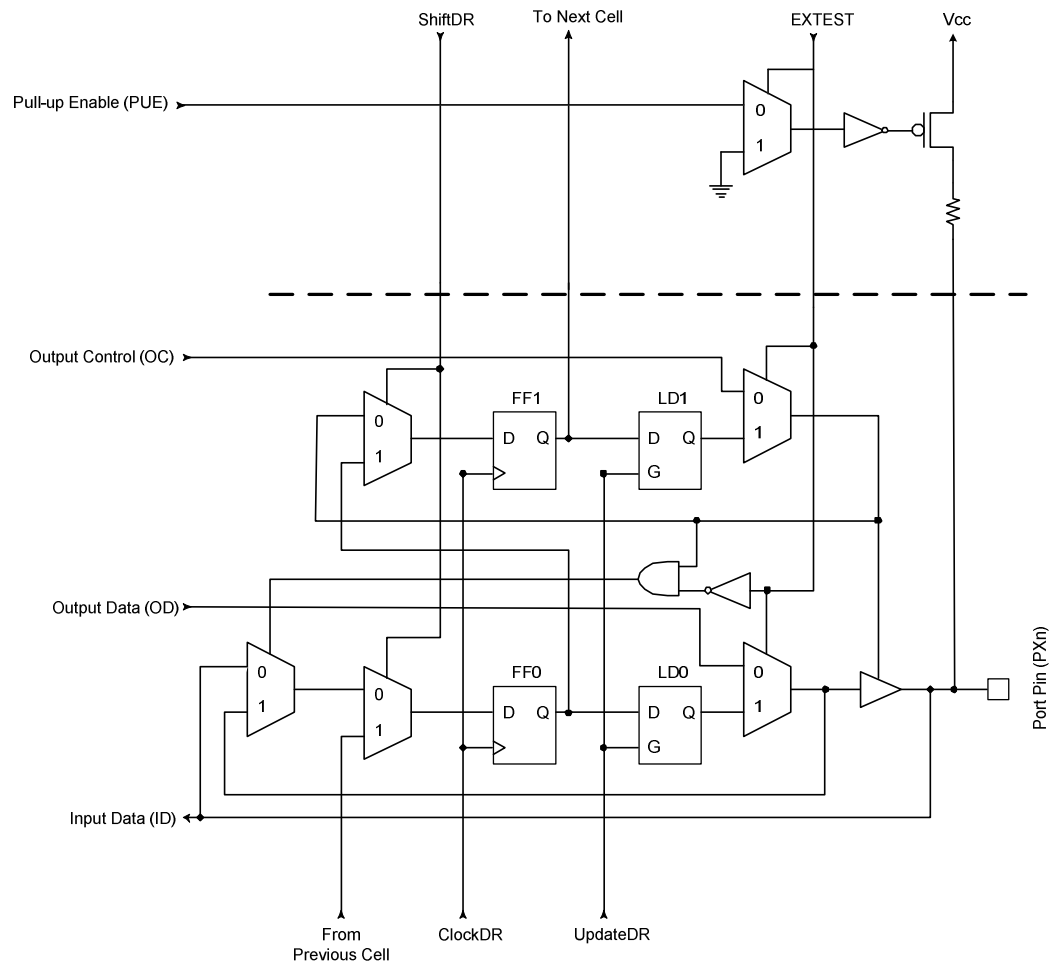 ShiftDR
To Next Cell
EXTEST
Vcc
Pull-up Enable (PUE)
0
1
Output Control (OC)
FF1
LD1
0
0
D Q
D Q
1
1
G
G
Output Data (OD)
Port Pin (PXn)
0
FF0
LD0
0
0
1
D Q
D Q
1
1
G
Input Data (ID)
From
Previous Cell
ClockDR
UpdateDR